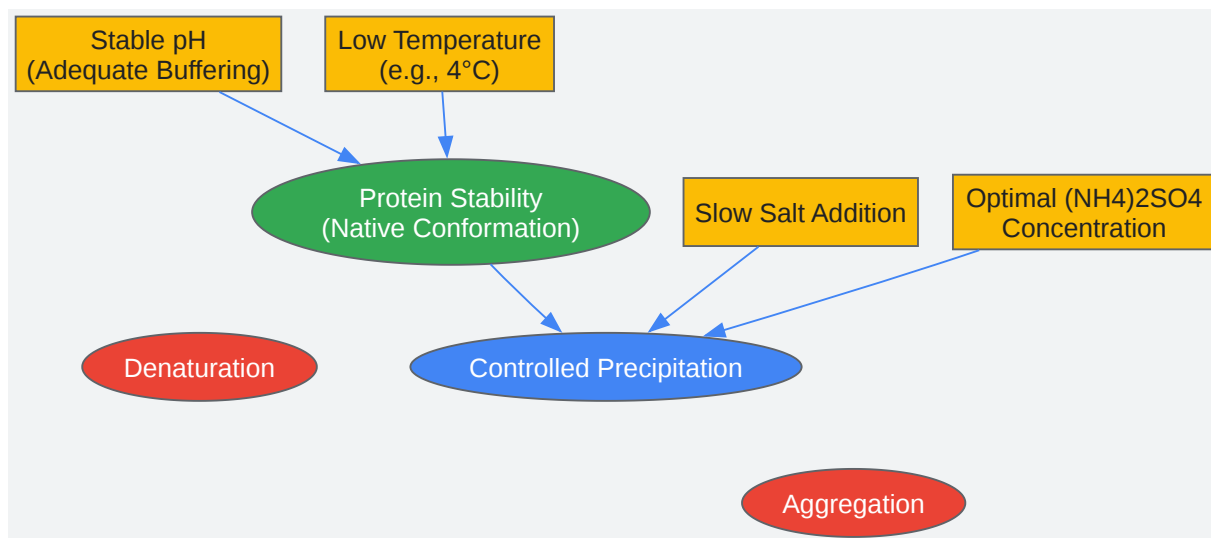 Stable pH
(Adequate Buffering)
Low Temperature
(e.g., 4°C)
Protein Stability
(Native Conformation)
Slow Salt Addition
Optimal (NH4)2SO4
Concentration
Denaturation
Controlled Precipitation
Aggregation